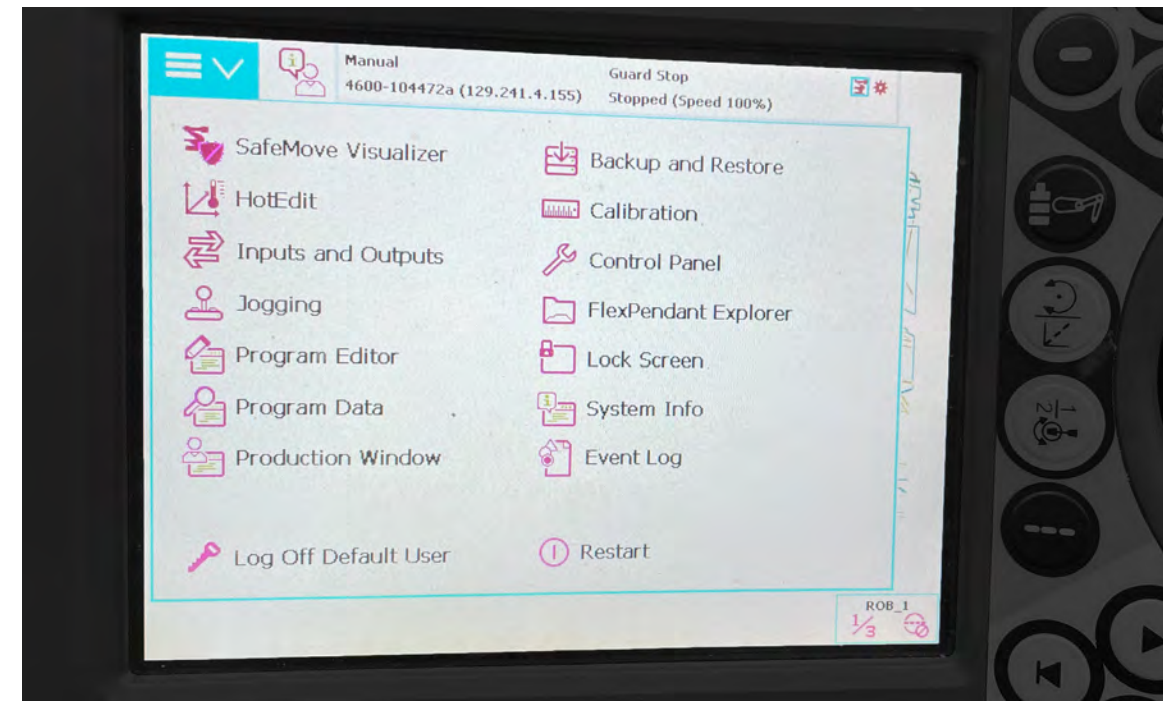 Manual
4600-104472a (129.241.4.155)
Guard Stop
Stopped (Speed 100%)
SafeMove Visualizer
HotEdit
Inputs and Outputs
Jogging
Program Editor
Program Data
Production Window
Backup and Restore
Calibration
Control Panel
FlexPendant Explorer
Lock Screen
System Info
Event Log
Log Off Default User
Restart
ROB_1
1/3
1
2